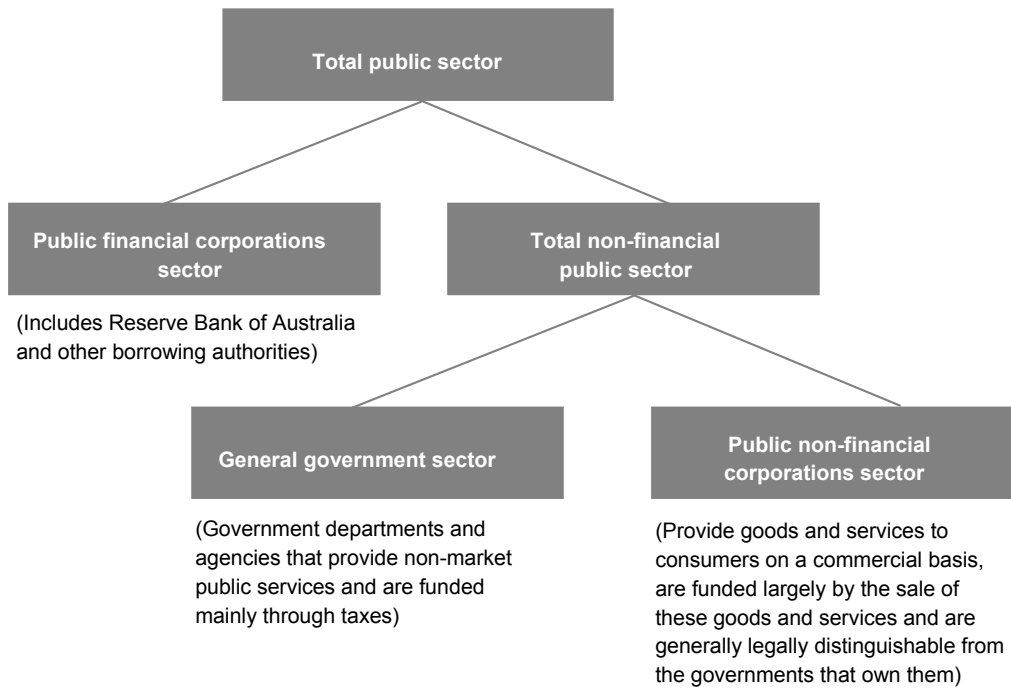 Total public sector
Public financial corporations
sector
Total non-financial
public sector
(Includes Reserve Bank of Australia
and other borrowing authorities)
General government sector
Public non-financial
corporations sector
(Government departments and
agencies that provide non-market
public services and are funded
mainly through taxes)
(Provide goods and services to
consumers on a commercial basis,
are funded largely by the sale of
these goods and services and are
generally legally distinguishable from
the governments that own them)